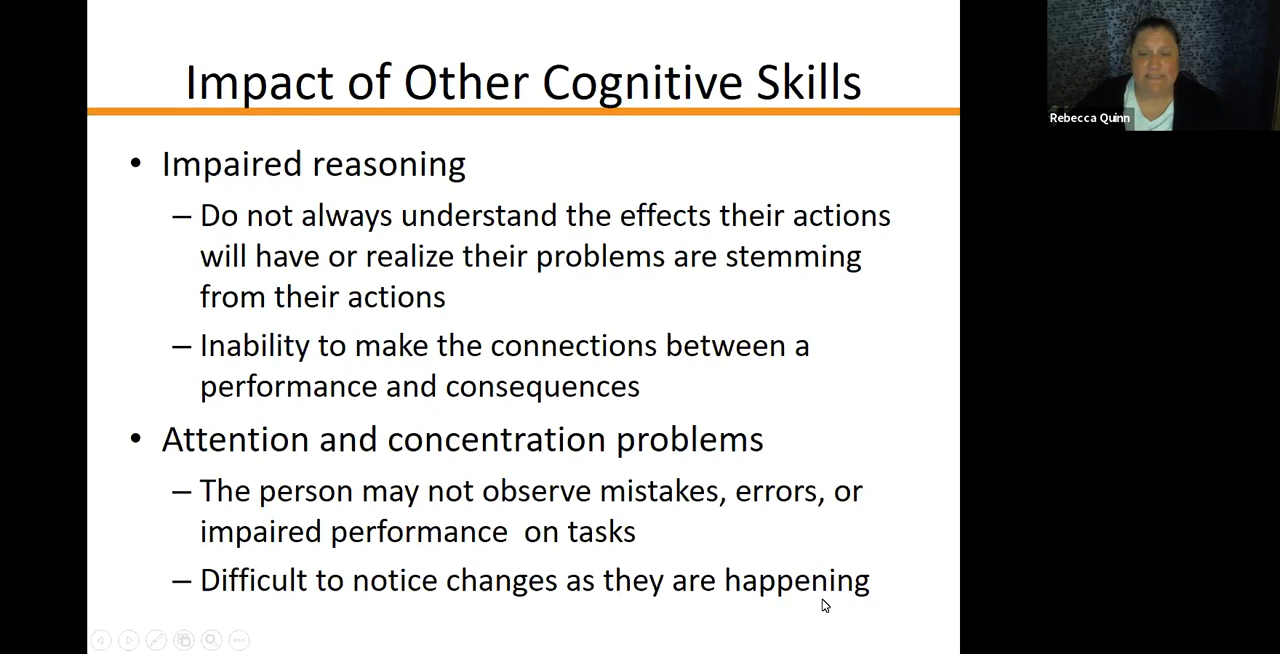 Impact of Other Cognitive Skills
• Impaired reasoning
– Do not always understand the effects their actions
will have or realize their problems are stemming
from their actions
– Inability to make the connections between a
performance and consequences
• Attention and concentration problems
– The person may not observe mistakes, errors, or
impaired performance  on tasks
– Difficult to notice changes as they are happening
Rebecca Quinn